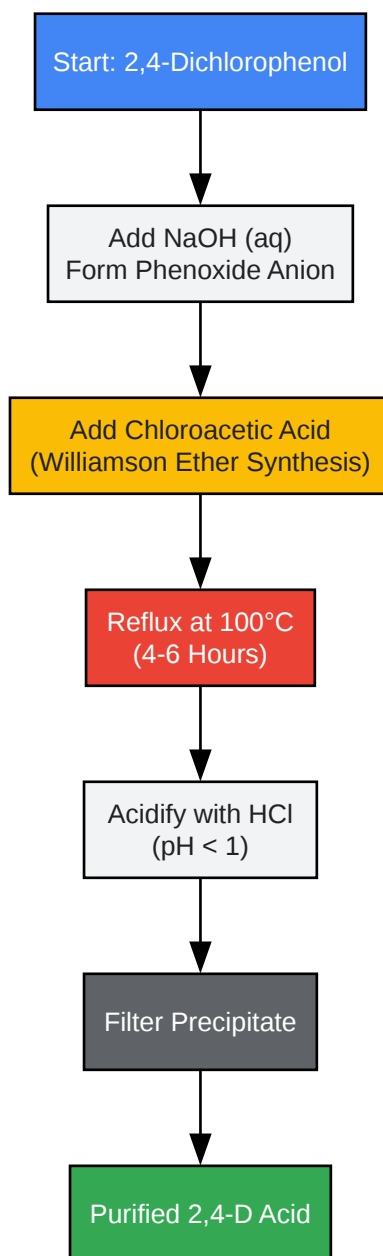 Start: 2,4-Dichlorophenol
Add NaOH (aq)
Form Phenoxide Anion
Add Chloroacetic Acid
(Williamson Ether Synthesis)
Reflux at 100°C
(4-6 Hours)
Acidify with HCl
(pH < 1)
Filter Precipitate
Purified 2,4-D Acid